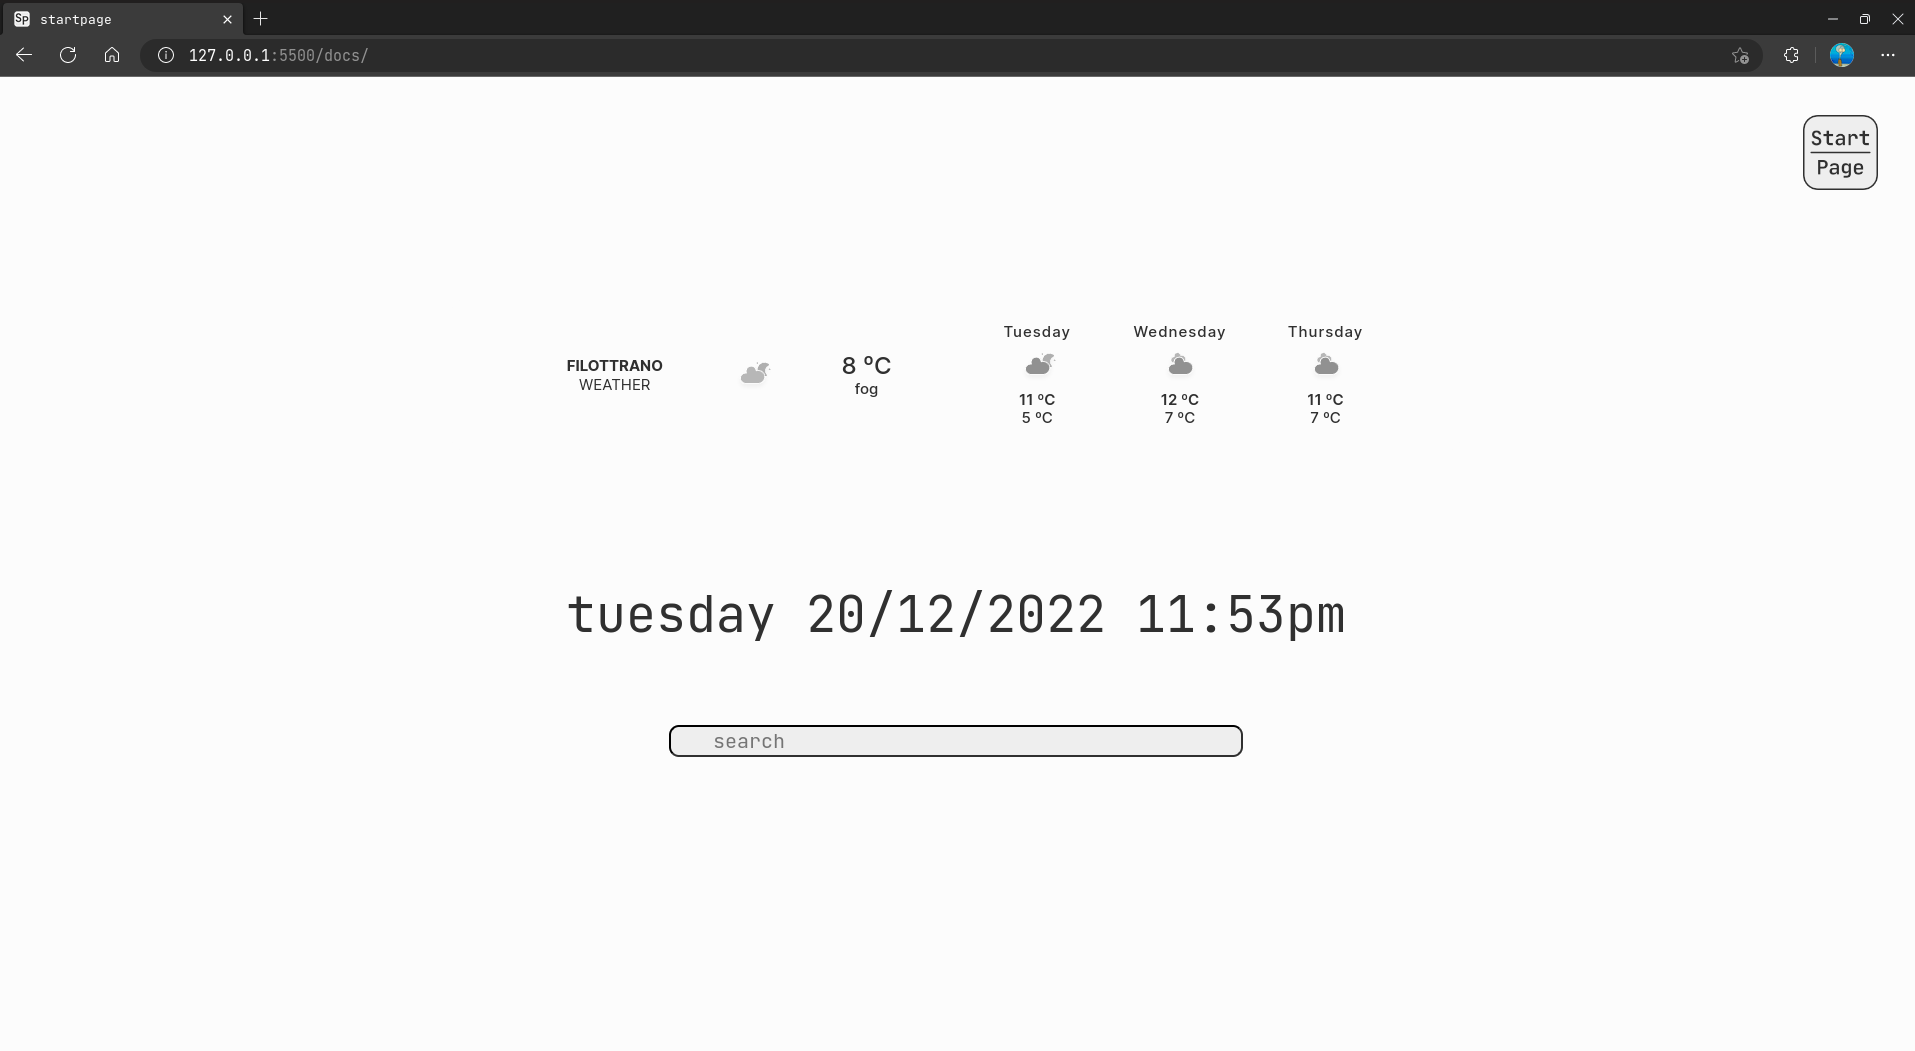 SP startpage
127.0.0.1:5500/docs/
Start
Page
FILOTTRANO
WEATHER
8 ºC
fog
Tuesday
11 ºC
5 ºC
Wednesday
12 ºC
7 ºC
Thursday
11 ºC
7 ºC
tuesday 20/12/2022 11:53pm
search